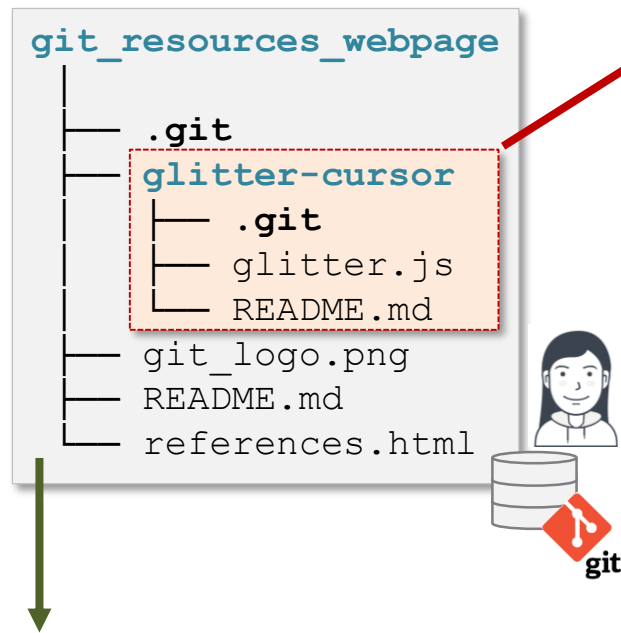 git_resources_webpage
.git
glitter-cursor
.git
glitter.js
README.md
git_logo.png
README.md
references.html
git